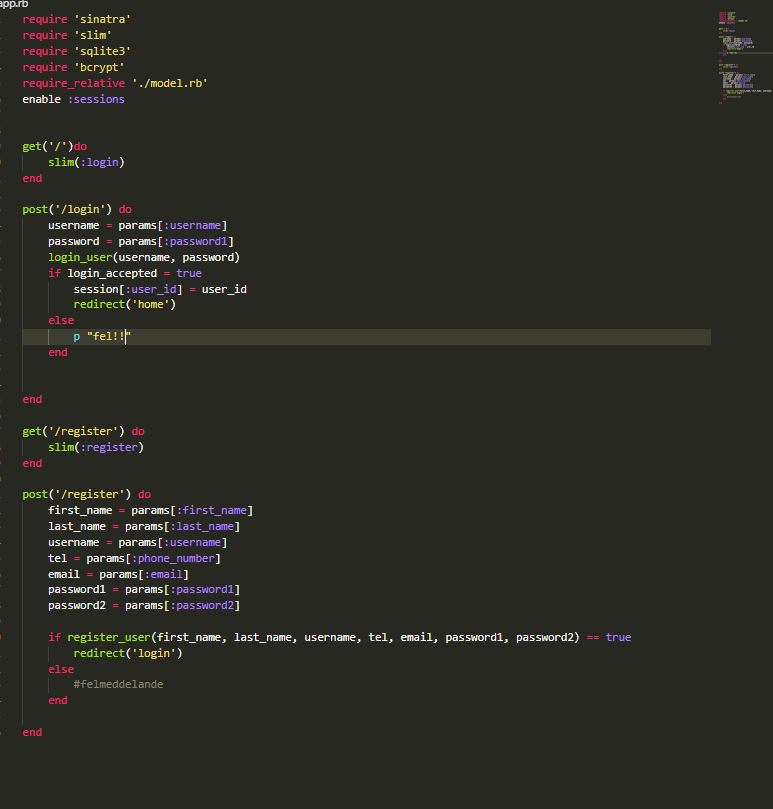 app.rb
require 'sinatra'
require 'slim'
require 'sqlite3'
require 'bcrypt'
require_relative './model.rb'
enable :sessions
get('/')do
slim(:login)
end
post('/login') do
username = params[:username]
password = params[:password1]
login_user(username, password)
if login_accepted = true
session[:user_id] = user_id
redirect('home')
else
p "fel!!"
end
end
get('/register') do
slim(:register)
end
post('/register') do
first_name = params[:first_name]
last_name = params[:last_name]
username = params[:username]
tel = params[:phone_number]
email = params[:email]
password1 = params[:password1]
password2 = params[:password2]
if register_user(first_name, last_name, username, tel, email, password1, password2) == true
redirect('login')
else
#felmeddelande
end
end